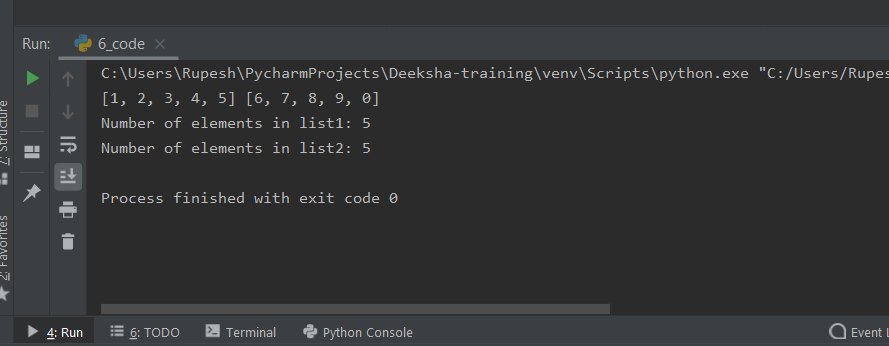 Run: 6_code
C:\Users\Rupesh\PycharmProjects\Deeksha-training\venv\Scripts\python.exe "C:/Users/Rupes
[1, 2, 3, 4, 5] [6, 7, 8, 9, 0]
Number of elements in list1: 5
Number of elements in list2: 5
Process finished with exit code 0
7: Structure
2: Favorites
4: Run 6: TODO Terminal Python Console Event L